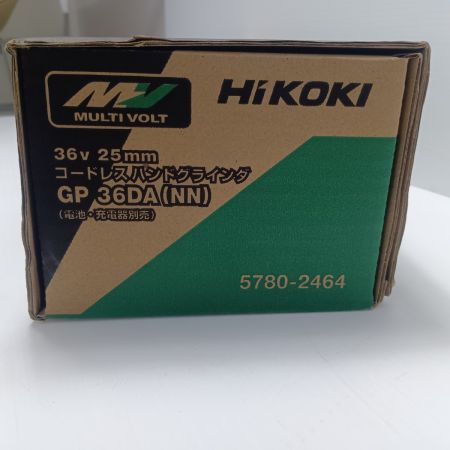 MV
MULTI VOLT
HiKOKI
36v 25mm
コードレスハンドグラインダ
GP 36DA(NN)
(電池・充電器別売)
5780-2464